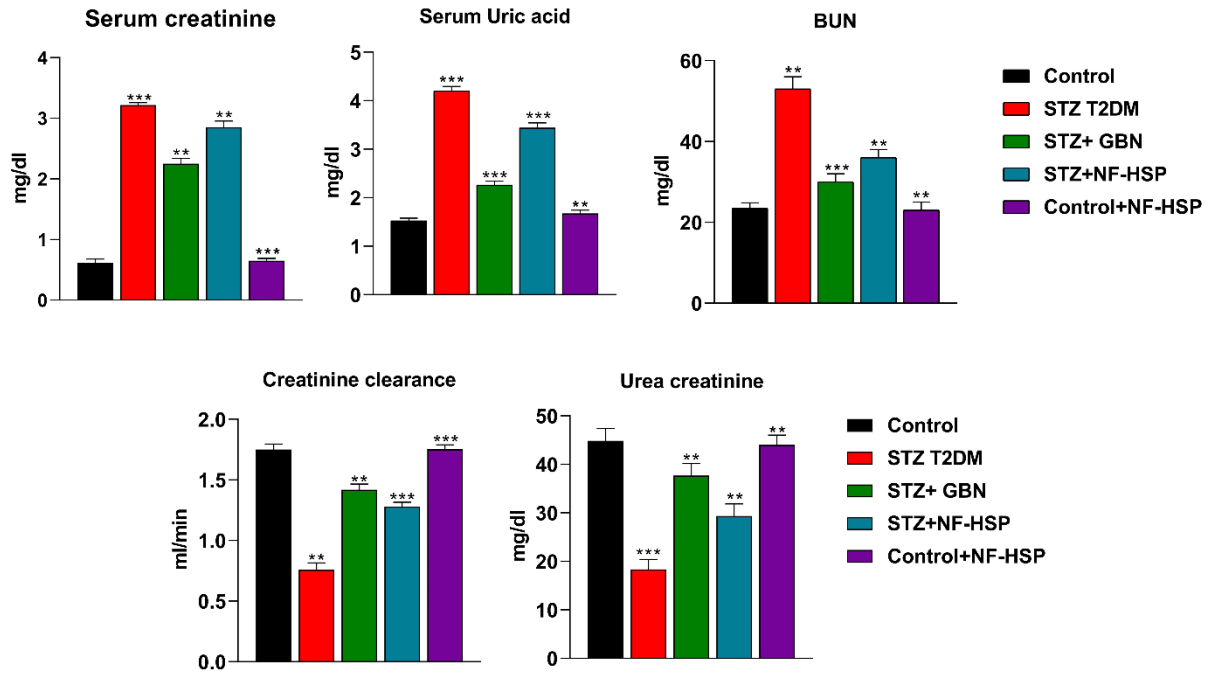 Serum creatinine
mg/dl
4
3
2
1
0
***
**
**
***
Serum Uric acid
mg/dl
5
4
3
2
1
0
***
***
***
**
BUN
mg/dl
60
40
20
0
**
***
**
**
Control
STZ T2DM
STZ+ GBN
STZ+NF-HSP
Control+NF-HSP
Creatinine clearance
ml/min
2.0
1.5
1.0
0.5
0.0
**
**
***
***
Urea creatinine
mg/dl
50
40
30
20
10
0
***
**
**
**
Control
STZ T2DM
STZ+ GBN
STZ+NF-HSP
Control+NF-HSP